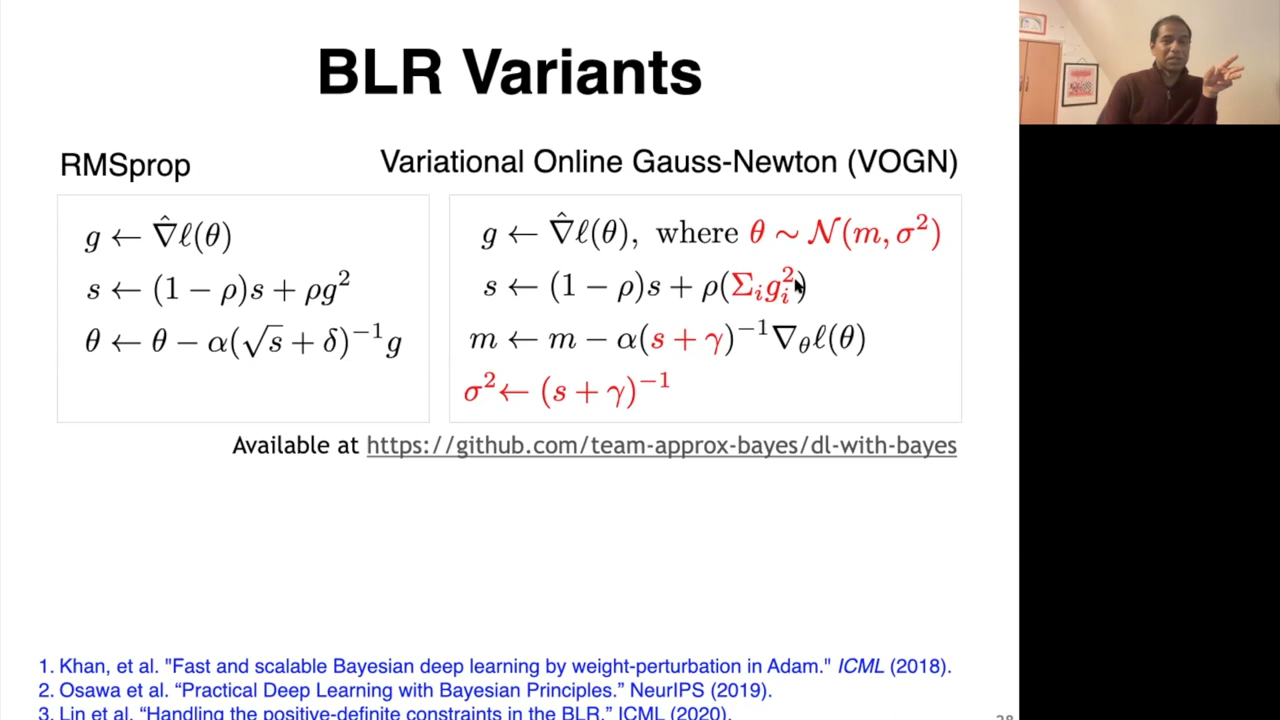 BLR Variants
RMSprop
g ← ∇̂ℓ(θ)
s ← (1 − ρ)s + ρg²
θ ← θ − α(√s + δ)⁻¹g
Variational Online Gauss-Newton (VOGN)
g ← ∇̂ℓ(θ), where θ ∼ 𝒩(m, σ²)
s ← (1 − ρ)s + ρ(Σᵢgᵢ²)
m ← m − α(s + γ)⁻¹∇_θℓ(θ)
σ² ← (s + γ)⁻¹
Available at https://github.com/team-approx-bayes/dl-with-bayes
1. Khan, et al. "Fast and scalable Bayesian deep learning by weight-perturbation in Adam." ICML (2018).
2. Osawa et al. “Practical Deep Learning with Bayesian Principles.” NeurIPS (2019).
3. Lin et al. “Handling the positive-definite constraints in the BLR.” ICML (2020).